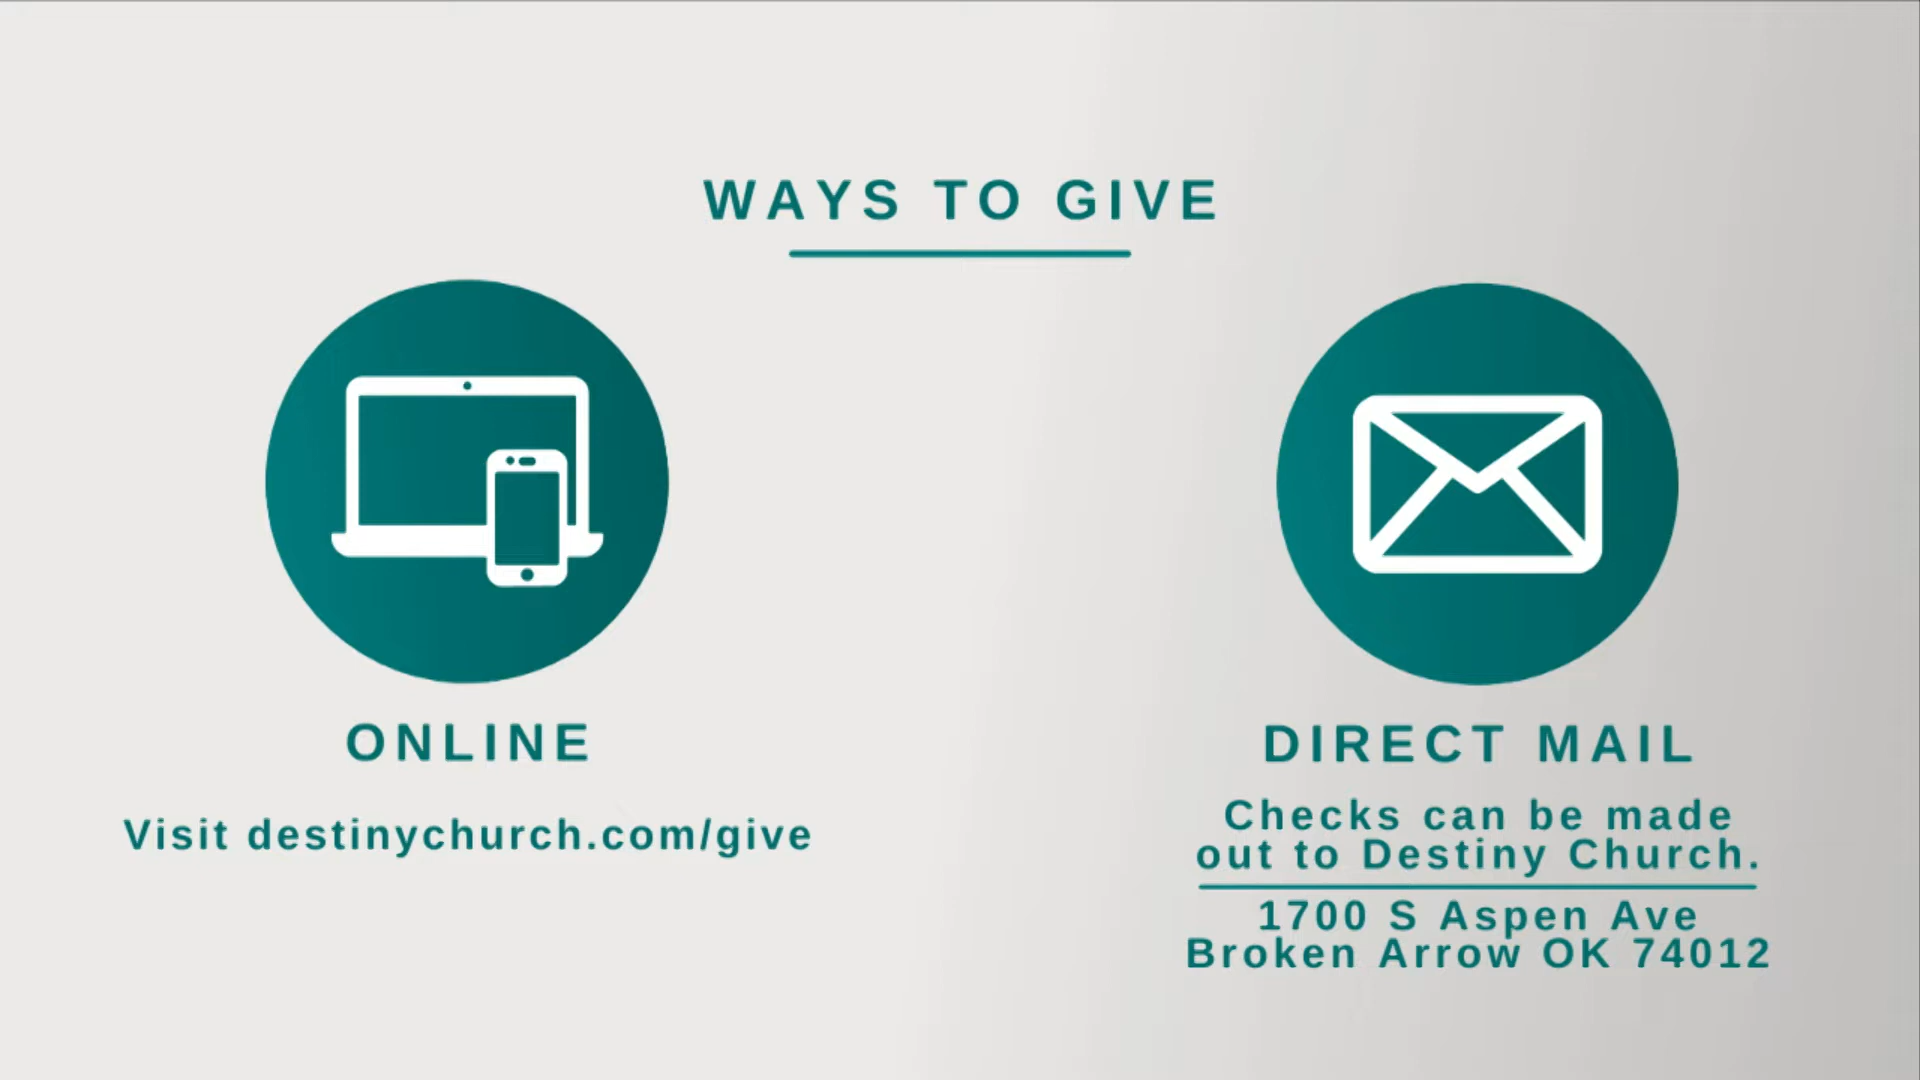 WAYS TO GIVE
ONLINE
Visit destinychurch.com/give
DIRECT MAIL
Checks can be made
out to Destiny Church.
1700 S Aspen Ave
Broken Arrow OK 74012